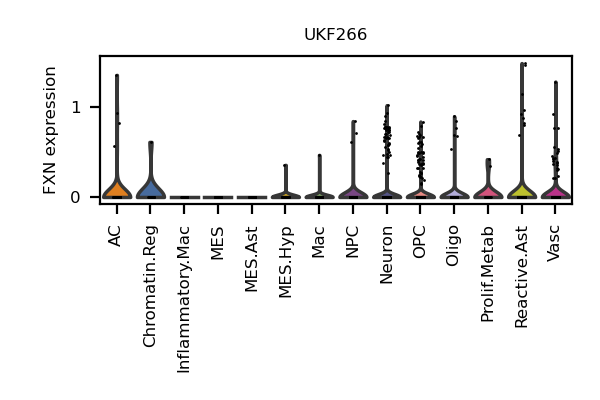 UKF266
FXN expression
1
0
AC
Chromatin.Reg
Inflammatory.Mac
MES
MES.Ast
MES.Hyp
Mac
NPC
Neuron
OPC
Oligo
Prolif.Metab
Reactive.Ast
Vasc